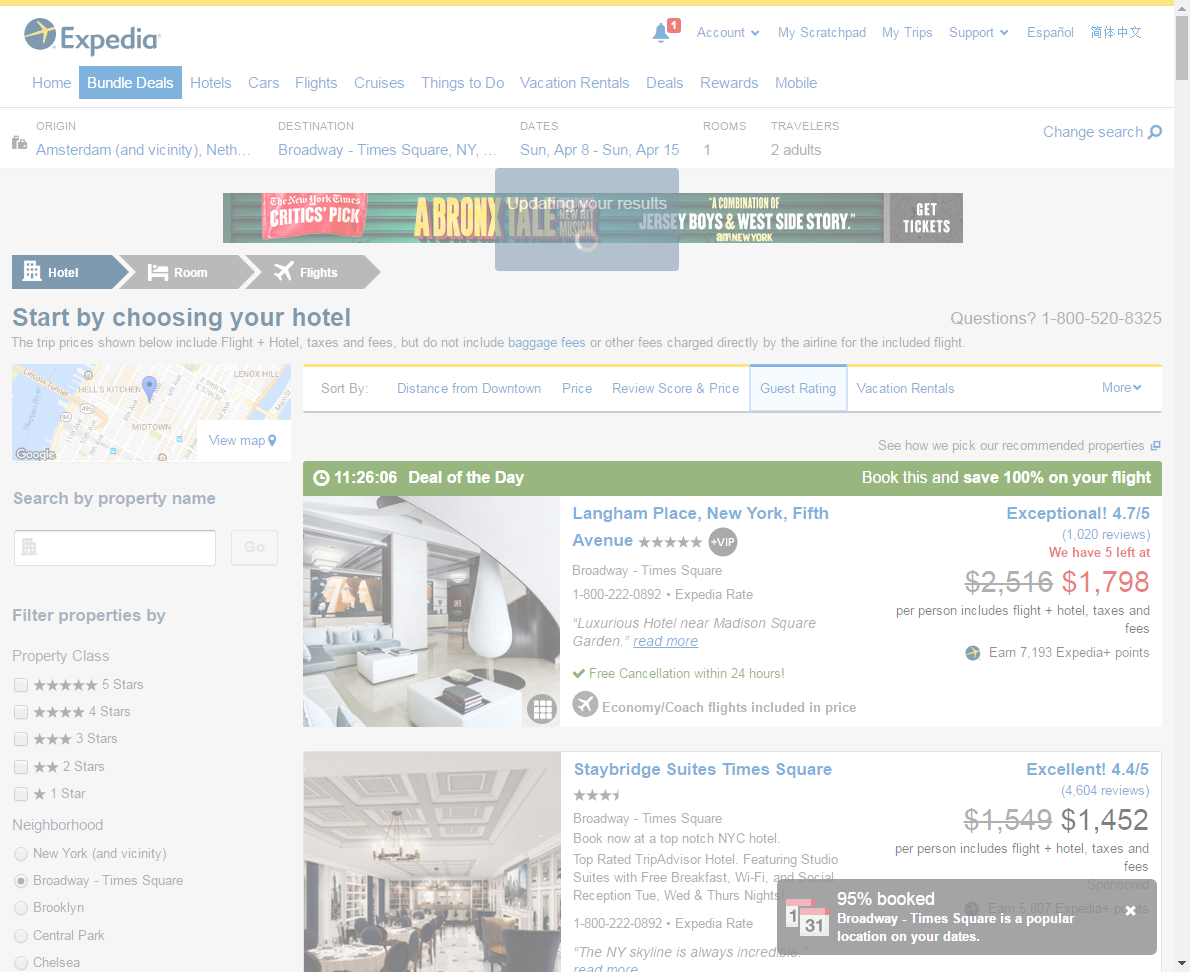 Expedia
1
Account
My Scratchpad
My Trips
Support
Español
简体中文
Home
Bundle Deals
Hotels
Cars
Flights
Cruises
Things to Do
Vacation Rentals
Deals
Rewards
Mobile
ORIGIN
DESTINATION
DATES
ROOMS
TRAVELERS
Amsterdam (and vicinity), Neth...
Broadway - Times Square, NY, ...
Sun, Apr 8 - Sun, Apr 15
1
2 adults
Change search
The New York Times
CRITICS' PICK
A BRONX TALE
NEW HIT
MUSICAL
Updating your results
"A COMBINATION OF
JERSEY BOYS & WEST SIDE STORY."
amNEWYORK
GET
TICKETS
Hotel
Room
Flights
Start by choosing your hotel
Questions? 1-800-520-8325
The trip prices shown below include Flight + Hotel, taxes and fees, but do not include baggage fees or other fees charged directly by the airline for the included flight.
Lincoln Tunnel
HELL'S KITCHEN
LENOX HILL
E 59th St
E 57th St
9A
495
MIDTOWN
Google
View map
Sort By:
Distance from Downtown
Price
Review Score & Price
Guest Rating
Vacation Rentals
More
See how we pick our recommended properties
Search by property name
Go
Filter properties by
Property Class
5 Stars
4 Stars
3 Stars
2 Stars
1 Star
Neighborhood
New York (and vicinity)
Broadway - Times Square
Brooklyn
Central Park
Chelsea
11:26:06 Deal of the Day
Book this and save 100% on your flight
Langham Place, New York, Fifth
Avenue
+VIP
Broadway - Times Square
1-800-222-0892 • Expedia Rate
“Luxurious Hotel near Madison Square
Garden.” read more
Free Cancellation within 24 hours!
Economy/Coach flights included in price
Exceptional! 4.7/5
(1,020 reviews)
We have 5 left at
$2,516 $1,798
per person includes flight + hotel, taxes and
fees
Earn 7,193 Expedia+ points
Staybridge Suites Times Square
Broadway - Times Square
Book now at a top notch NYC hotel.
Top Rated TripAdvisor Hotel. Featuring Studio
Suites with Free Breakfast, Wi-Fi, and Social
Reception Tue, Wed & Thurs Nights
1-800-222-0892 • Expedia Rate
“The NY skyline is always incredible.”
read more
Excellent! 4.4/5
(4,604 reviews)
$1,549 $1,452
per person includes flight + hotel, taxes and
fees
Sponsored
Earn 5,807 Expedia+ points
1
31
95% booked
Broadway - Times Square is a popular
location on your dates.